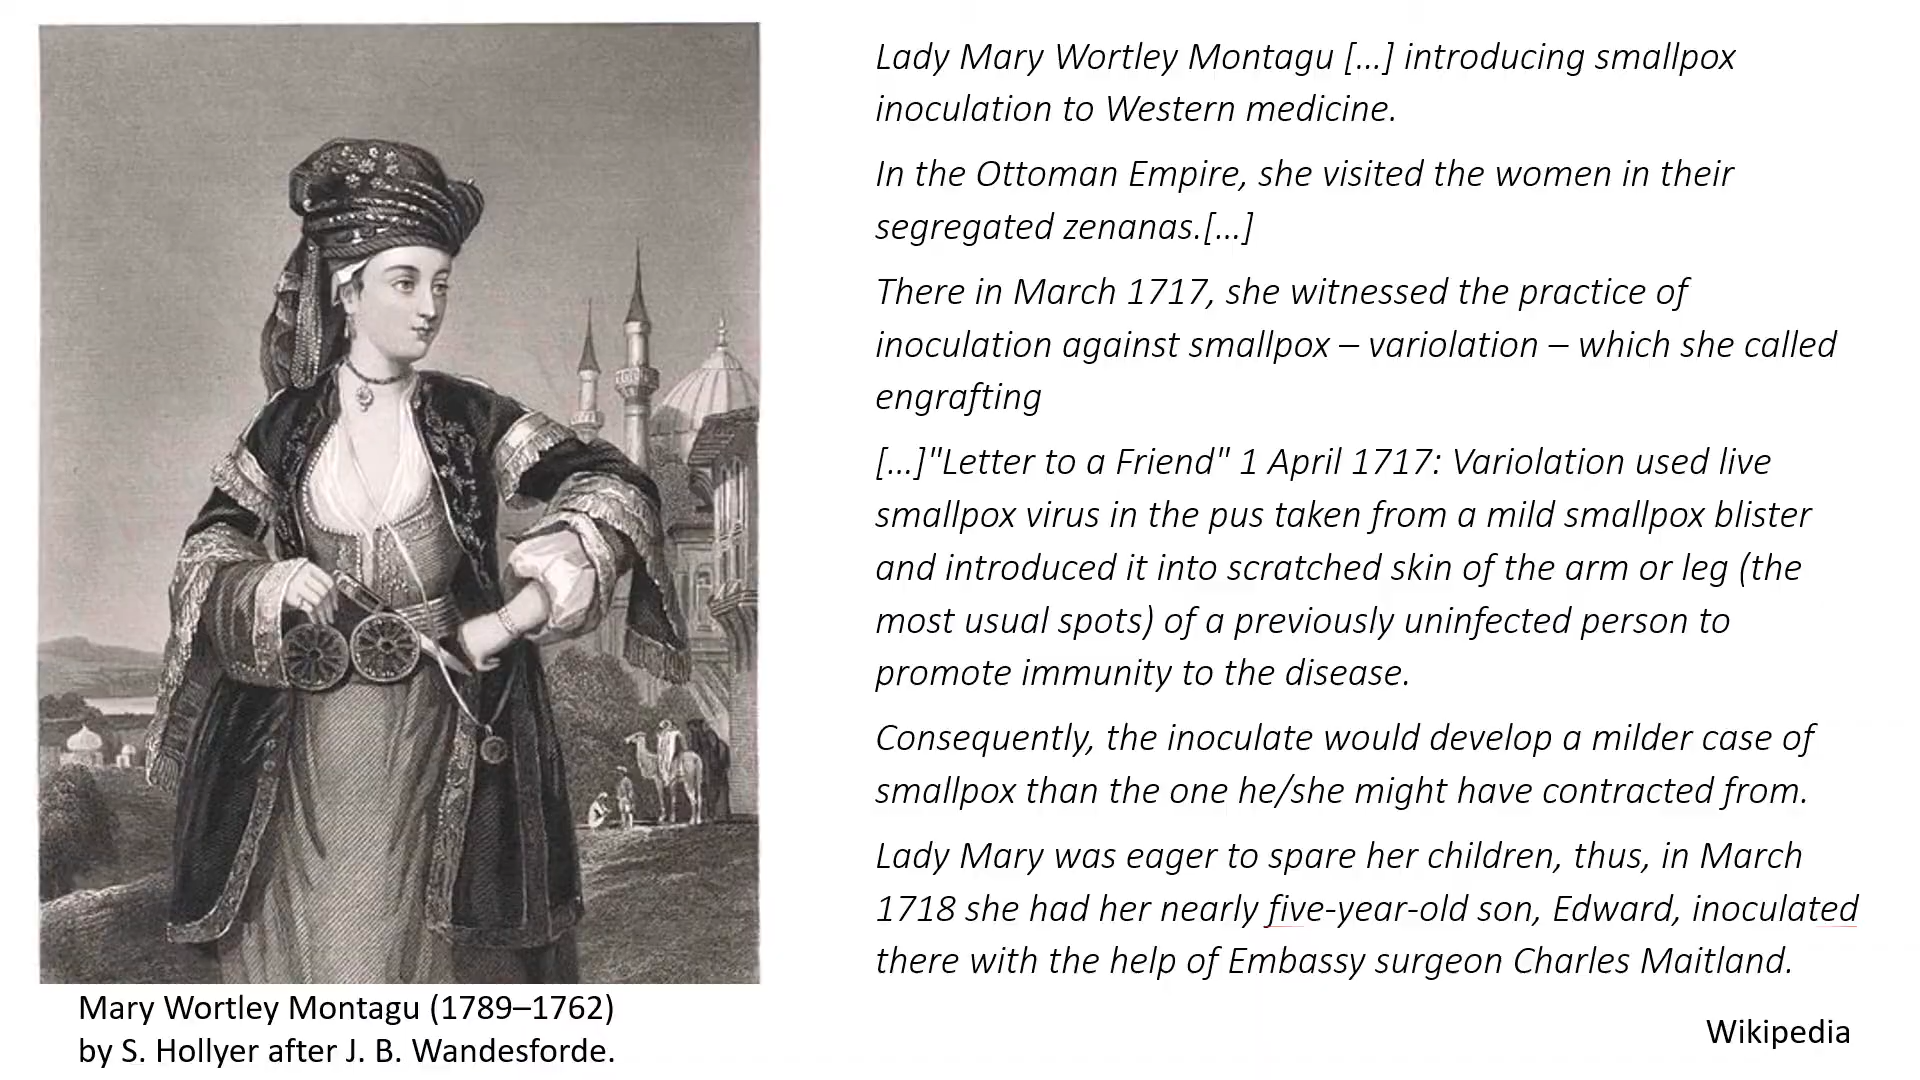 Lady Mary Wortley Montagu [...] introducing smallpox
inoculation to Western medicine.
In the Ottoman Empire, she visited the women in their
segregated zenanas.[...]
There in March 1717, she witnessed the practice of
inoculation against smallpox – variolation – which she called
engrafting
[...]"Letter to a Friend" 1 April 1717: Variolation used live
smallpox virus in the pus taken from a mild smallpox blister
and introduced it into scratched skin of the arm or leg (the
most usual spots) of a previously uninfected person to
promote immunity to the disease.
Consequently, the inoculate would develop a milder case of
smallpox than the one he/she might have contracted from.
Lady Mary was eager to spare her children, thus, in March
1718 she had her nearly five-year-old son, Edward, inoculated
there with the help of Embassy surgeon Charles Maitland.
Mary Wortley Montagu (1789–1762)
by S. Hollyer after J. B. Wandesforde.
Wikipedia